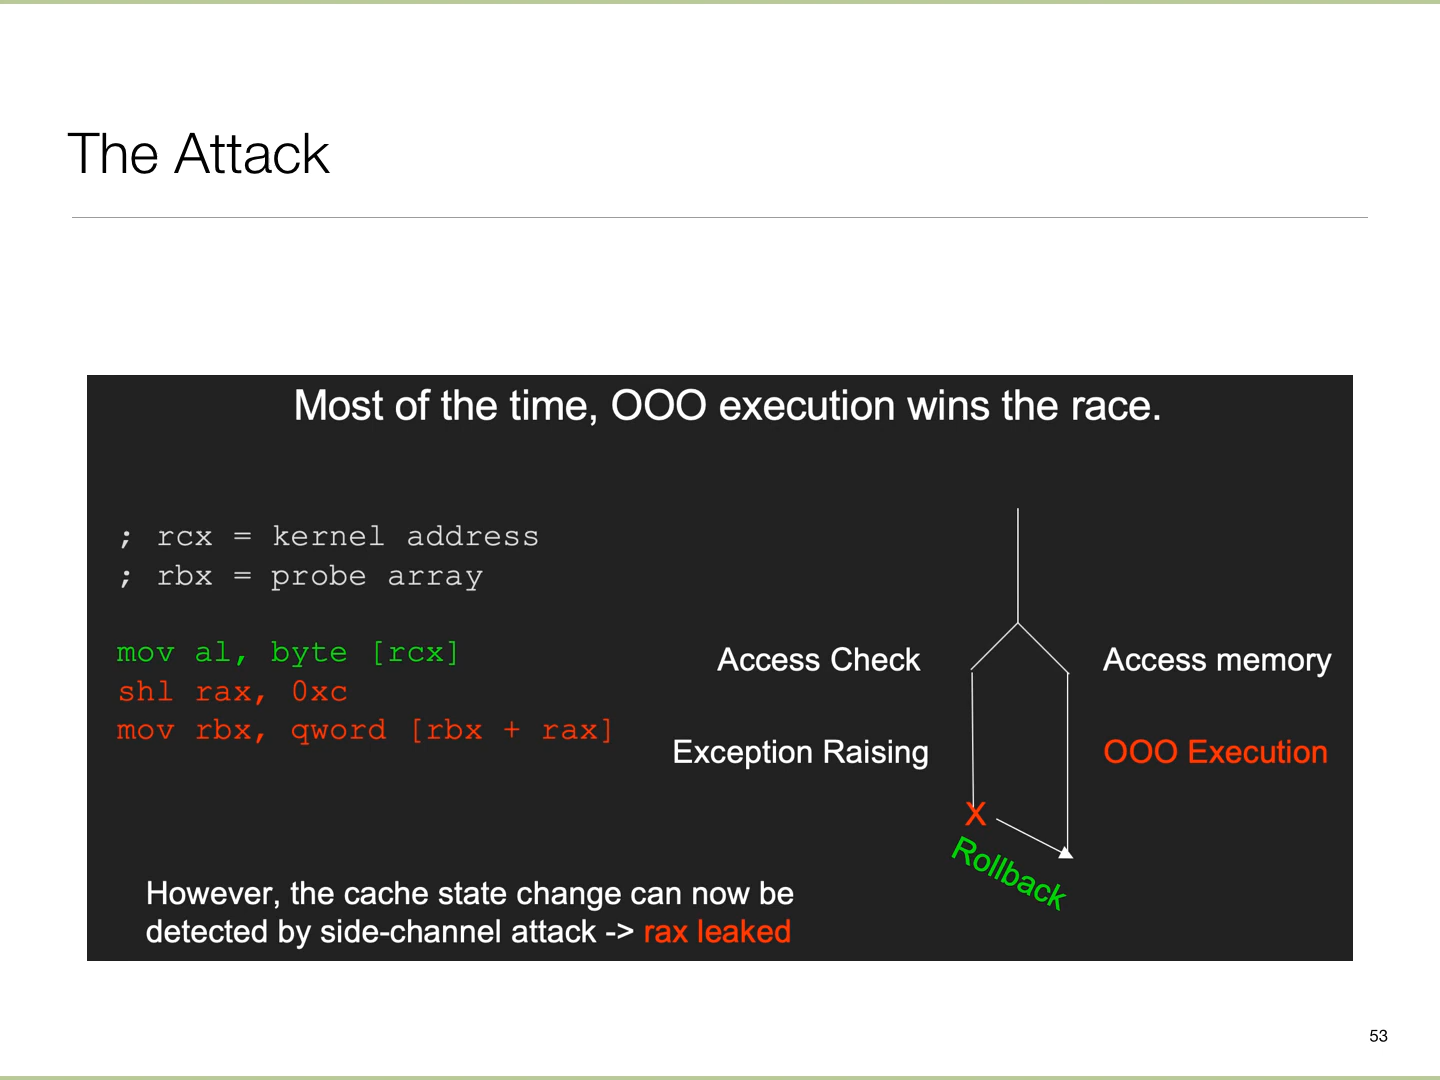 The Attack
Most of the time, OOO execution wins the race.
; rcx = kernel address
; rbx = probe array
mov al, byte [rcx]
shl rax, 0xc
mov rbx, qword [rbx + rax]
Access Check
Access memory
Exception Raising
OOO Execution
X
Rollback
However, the cache state change can now be
detected by side-channel attack -> rax leaked
53